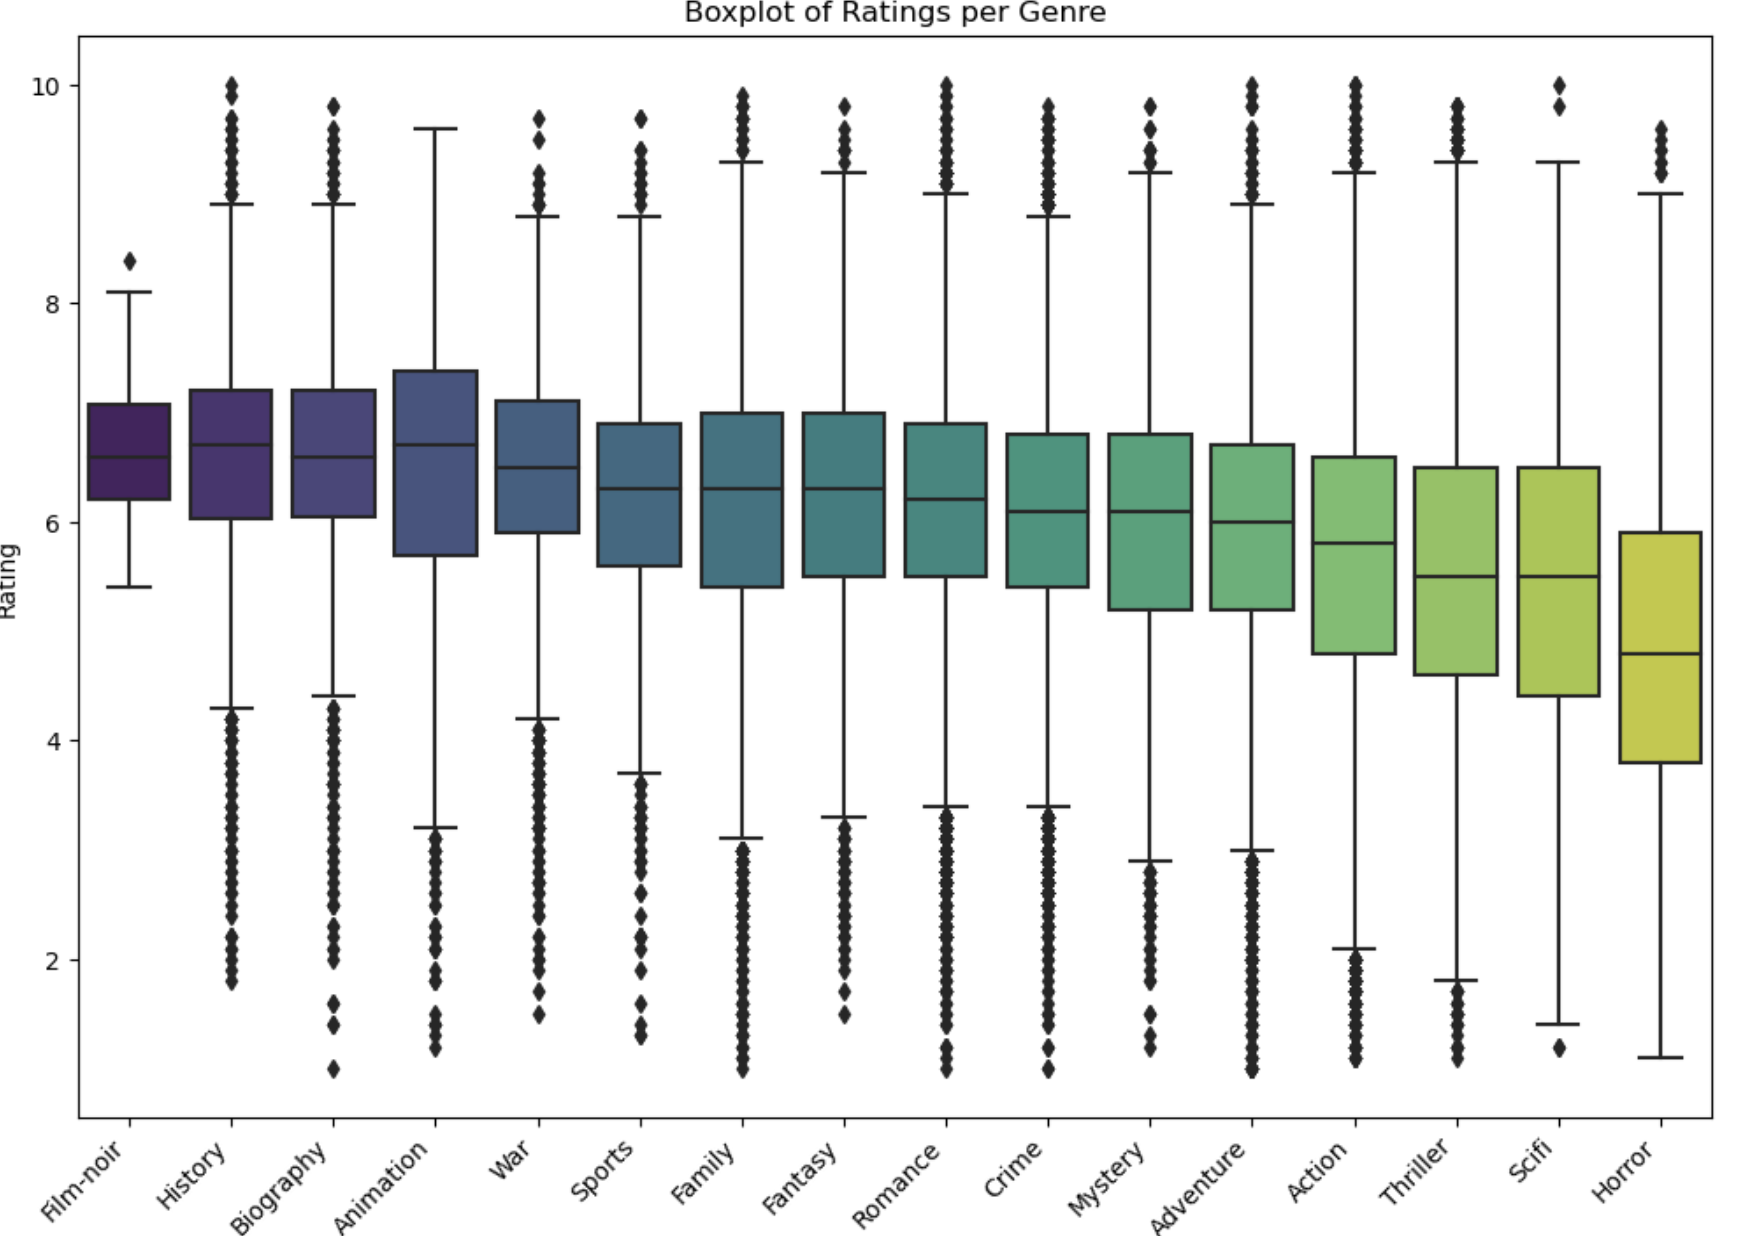 Boxplot of Ratings per Genre
10
8
6
4
2
Rating
Film-noir
History
Biography
Animation
War
Sports
Family
Fantasy
Romance
Crime
Mystery
Adventure
Action
Thriller
Scifi
Horror